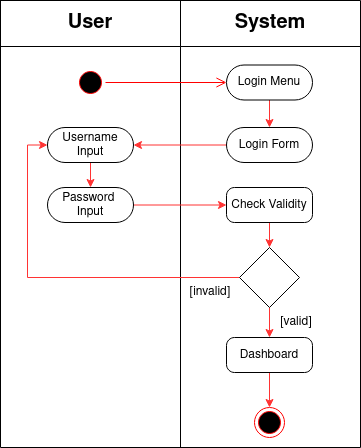 User
System
Login Menu
Username
Input
Login Form
Password
Input
Check Validity
[invalid]
[valid]
Dashboard